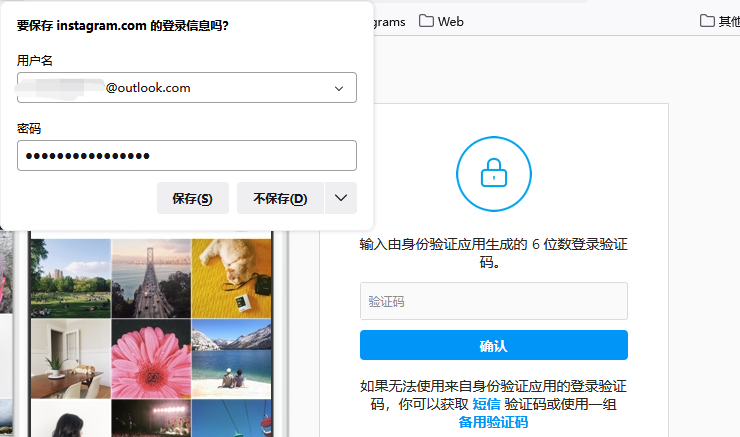 要保存 instagram.com 的登录信息吗?
用户名
@outlook.com
密码
保存(S)
不保存(D)
grams
Web
其他
输入由身份验证应用生成的 6 位数登录验证
码。
验证码
确认
如果无法使用来自身份验证应用的登录验证
码，你可以获取 短信 验证码或使用一组
备用验证码